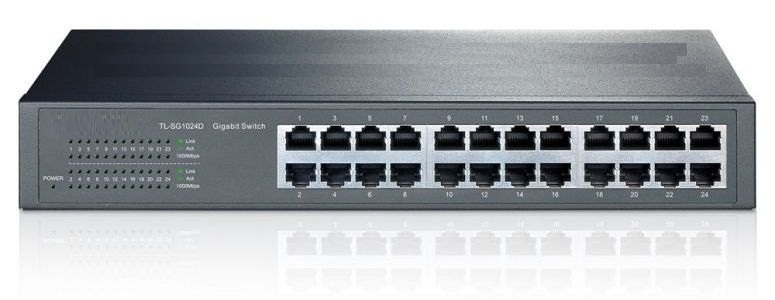 TL-SG1024D Gigabit Switch
1 3 5 7 9 11 13 15 17 19 21 23
Link
1 3 5 7 9 11 13 15 17 19 21 23 Act
1000Mbps
Link
POWER 2 4 6 8 10 12 14 16 18 20 22 24 Act
1000Mbps
2 4 6 8 10 12 14 16 18 20 22 24